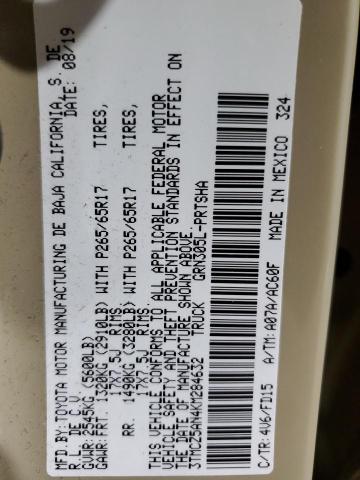 MFD.BY:TOYOTA MOTOR MANUFACTURING DE BAJA CALIFORNIA, S. DE
R.L. DE C.V. DATE: 08/19
GVWR: 2545KG (5600LB)
GAWR: FRT. 1320KG (2910LB) WITH P265/65R17 TIRES,
17X7.5J RIMS
RR. 1490KG (3280LB) WITH P265/65R17 TIRES,
17X7.5J RIMS
THIS VEHICLE CONFORMS TO ALL APPLICABLE FEDERAL MOTOR
VEHICLE SAFETY AND THEFT PREVENTION STANDARDS IN EFFECT ON
THE DATE OF MANUFACTURE SHOWN ABOVE.
3TMCZ5AN4KM284632 TRUCK GRN305L-PRTSHA
C/TR: 4V6/FD15 A/TM: A07A/AC60F MADE IN MEXICO 324